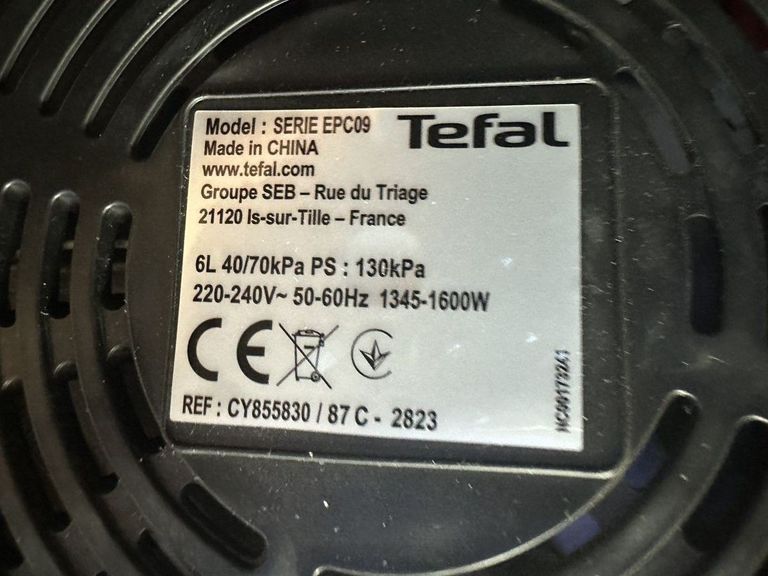 Model : SERIE EPC09
Tefal
Made in CHINA
www.tefal.com
Groupe SEB – Rue du Triage
21120 Is-sur-Tille – France
6L 40/70kPa PS : 130kPa
220-240V~ 50-60Hz 1345-1600W
CE
REF : CY855830 / 87 C - 2823